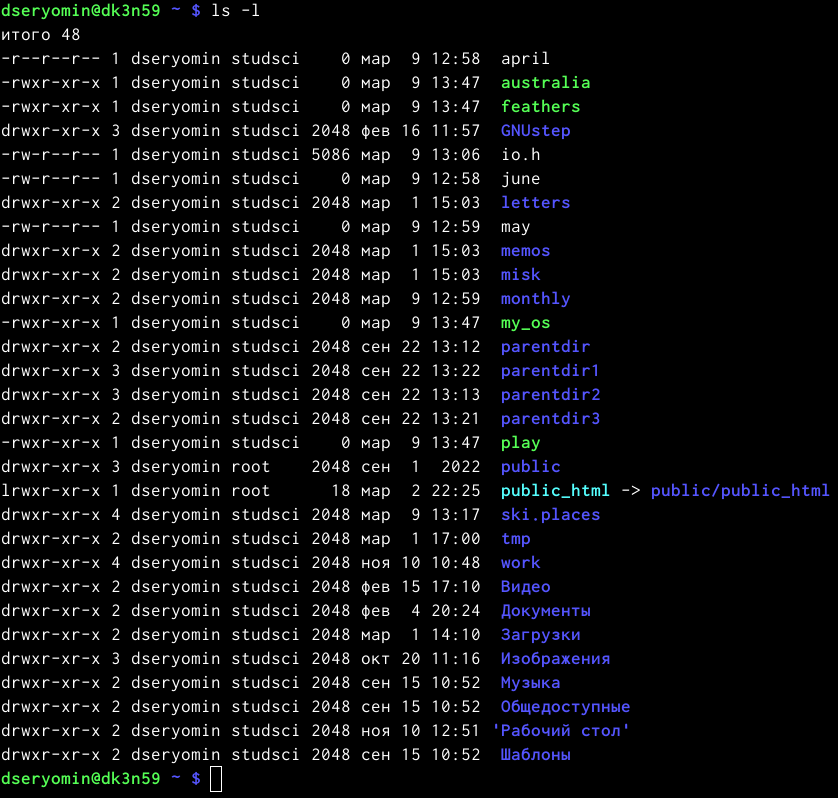 dseryomin@dk3n59 ~ $ ls -l
итого 48
-r--r--r-- 1 dseryomin studsci    0 мар  9 12:58  april
-rwxr-xr-x 1 dseryomin studsci    0 мар  9 13:47  australia
-rwxr-xr-x 1 dseryomin studsci    0 мар  9 13:47  feathers
drwxr-xr-x 3 dseryomin studsci 2048 фев 16 11:57  GNUstep
-rw-r--r-- 1 dseryomin studsci 5086 мар  9 13:06  io.h
-rw-r--r-- 1 dseryomin studsci    0 мар  9 12:58  june
drwxr-xr-x 2 dseryomin studsci 2048 мар  1 15:03  letters
-rw-r--r-- 1 dseryomin studsci    0 мар  9 12:59  may
drwxr-xr-x 2 dseryomin studsci 2048 мар  1 15:03  memos
drwxr-xr-x 2 dseryomin studsci 2048 мар  1 15:03  misk
drwxr-xr-x 2 dseryomin studsci 2048 мар  9 12:59  monthly
-rwxr-xr-x 1 dseryomin studsci    0 мар  9 13:47  my_os
drwxr-xr-x 2 dseryomin studsci 2048 сен 22 13:12  parentdir
drwxr-xr-x 3 dseryomin studsci 2048 сен 22 13:22  parentdir1
drwxr-xr-x 3 dseryomin studsci 2048 сен 22 13:13  parentdir2
drwxr-xr-x 2 dseryomin studsci 2048 сен 22 13:21  parentdir3
-rwxr-xr-x 1 dseryomin studsci    0 мар  9 13:47  play
drwxr-xr-x 3 dseryomin root    2048 сен  1  2022  public
lrwxr-xr-x 1 dseryomin root      18 мар  2 22:25  public_html -> public/public_html
drwxr-xr-x 4 dseryomin studsci 2048 мар  9 13:17  ski.places
drwxr-xr-x 2 dseryomin studsci 2048 мар  1 17:00  tmp
drwxr-xr-x 4 dseryomin studsci 2048 ноя 10 10:48  work
drwxr-xr-x 2 dseryomin studsci 2048 фев 15 17:10  Видео
drwxr-xr-x 2 dseryomin studsci 2048 фев  4 20:24  Документы
drwxr-xr-x 2 dseryomin studsci 2048 мар  1 14:10  Загрузки
drwxr-xr-x 3 dseryomin studsci 2048 окт 20 11:16  Изображения
drwxr-xr-x 2 dseryomin studsci 2048 сен 15 10:52  Музыка
drwxr-xr-x 2 dseryomin studsci 2048 сен 15 10:52  Общедоступные
drwxr-xr-x 2 dseryomin studsci 2048 ноя 10 12:51 'Рабочий стол'
drwxr-xr-x 2 dseryomin studsci 2048 сен 15 10:52  Шаблоны
dseryomin@dk3n59 ~ $